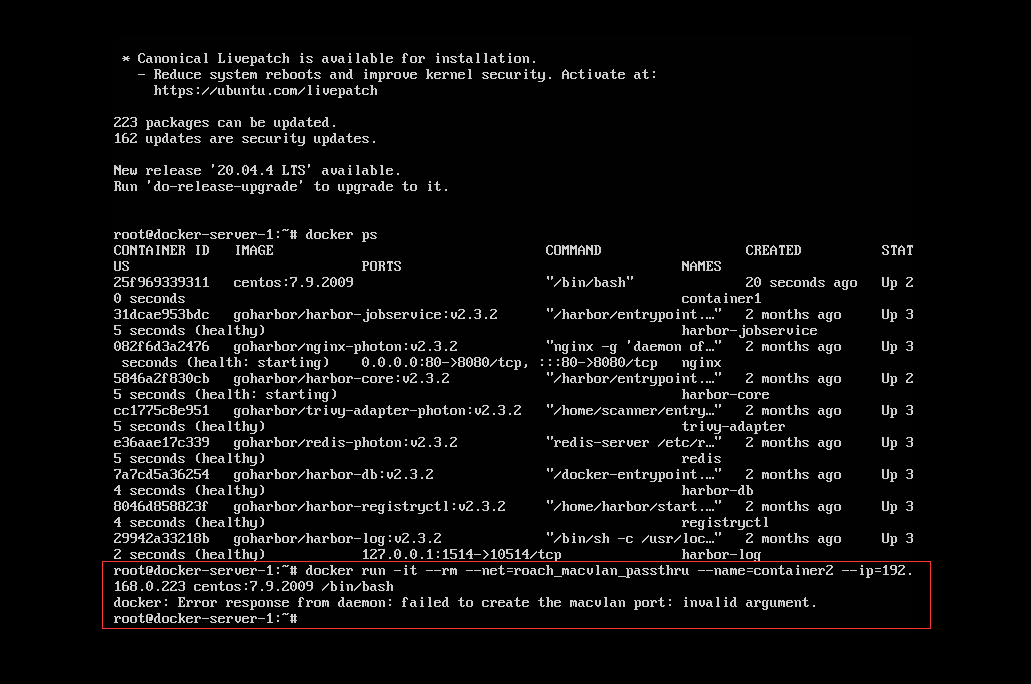 * Canonical Livepatch is available for installation.
- Reduce system reboots and improve kernel security. Activate at:
https://ubuntu.com/livepatch
223 packages can be updated.
162 updates are security updates.
New release '20.04.4 LTS' available.
Run 'do-release-upgrade' to upgrade to it.
root@docker-server-1:~# docker ps
CONTAINER ID   IMAGE                                  COMMAND                  CREATED          STAT
US                             PORTS                                   NAMES
25f969339311   centos:7.9.2009                        "/bin/bash"              20 seconds ago   Up 2
0 seconds                                                              container1
31dcae953bdc   goharbor/harbor-jobservice:v2.3.2      "/harbor/entrypoint.…"   2 months ago     Up 3
5 seconds (healthy)                                                    harbor-jobservice
082f6d3a2476   goharbor/nginx-photon:v2.3.2           "nginx -g 'daemon of…"   2 months ago     Up 3
 seconds (health: starting)    0.0.0.0:80->8080/tcp, :::80->8080/tcp   nginx
5846a2f830cb   goharbor/harbor-core:v2.3.2            "/harbor/entrypoint.…"   2 months ago     Up 2
5 seconds (health: starting)                                           harbor-core
cc1775c8e951   goharbor/trivy-adapter-photon:v2.3.2   "/home/scanner/entry…"   2 months ago     Up 3
5 seconds (healthy)                                                    trivy-adapter
e36aae17c339   goharbor/redis-photon:v2.3.2           "redis-server /etc/r…"   2 months ago     Up 3
5 seconds (healthy)                                                    redis
7a7cd5a36254   goharbor/harbor-db:v2.3.2              "/docker-entrypoint.…"   2 months ago     Up 3
4 seconds (healthy)                                                    harbor-db
8046d858823f   goharbor/harbor-registryctl:v2.3.2     "/home/harbor/start.…"   2 months ago     Up 3
4 seconds (healthy)                                                    registryctl
29942a33218b   goharbor/harbor-log:v2.3.2             "/bin/sh -c /usr/loc…"   2 months ago     Up 3
2 seconds (healthy)            127.0.0.1:1514->10514/tcp               harbor-log
root@docker-server-1:~# docker run -it --rm --net=roach_macvlan_passthru --name=container2 --ip=192.
168.0.223 centos:7.9.2009 /bin/bash
docker: Error response from daemon: failed to create the macvlan port: invalid argument.
root@docker-server-1:~#